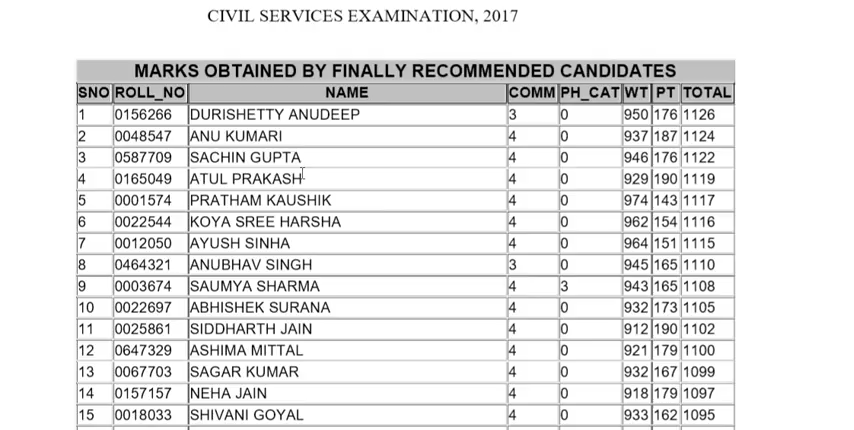 CIVIL SERVICES EXAMINATION, 2017
MARKS OBTAINED BY FINALLY RECOMMENDED CANDIDATES
SNO ROLL_NO NAME COMM PH_CAT WT PT TOTAL
1 0156266 DURISHETTY ANUDEEP 3 0 950 176 1126
2 0048547 ANU KUMARI 4 0 937 187 1124
3 0587709 SACHIN GUPTA 4 0 946 176 1122
4 0165049 ATUL PRAKASH 4 0 929 190 1119
5 0001574 PRATHAM KAUSHIK 4 0 974 143 1117
6 0022544 KOYA SREE HARSHA 4 0 962 154 1116
7 0012050 AYUSH SINHA 4 0 964 151 1115
8 0464321 ANUBHAV SINGH 3 0 945 165 1110
9 0003674 SAUMYA SHARMA 4 3 943 165 1108
10 0022697 ABHISHEK SURANA 4 0 932 173 1105
11 0025861 SIDDHARTH JAIN 4 0 912 190 1102
12 0647329 ASHIMA MITTAL 4 0 921 179 1100
13 0067703 SAGAR KUMAR 4 0 932 167 1099
14 0157157 NEHA JAIN 4 0 918 179 1097
15 0018033 SHIVANI GOYAL 4 0 933 162 1095